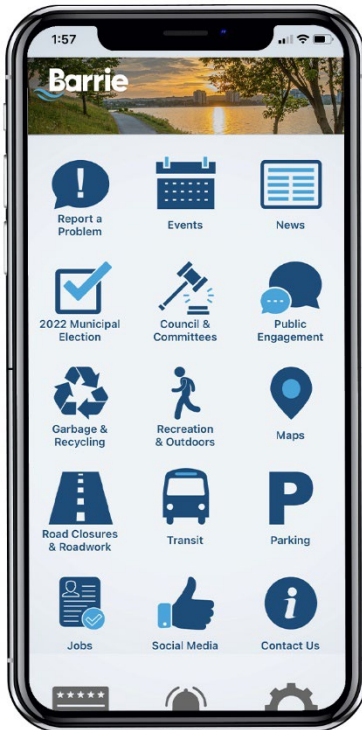 1:57
Barrie
Report a
Problem
Events
News
2022 Municipal
Election
Council &
Committees
Public
Engagement
Garbage &
Recycling
Recreation
& Outdoors
Maps
Road Closures
& Roadwork
Transit
P
Parking
Jobs
Social Media
Contact Us